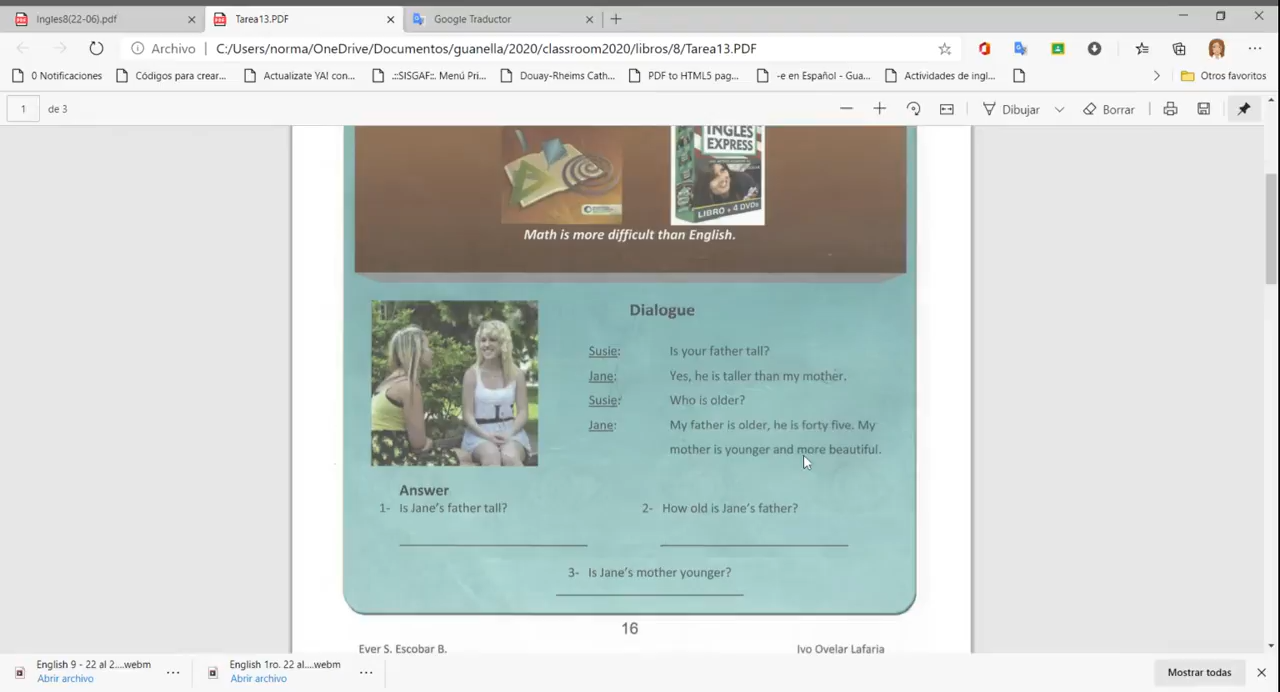 Ingles8(22-06).pdf
Tarea13.PDF
Google Traductor
Archivo C:/Users/norma/OneDrive/Documentos/guanella/2020/classroom2020/libros/8/Tarea13.PDF
0 Notificaciones Códigos para crear... Actualizate YA! con... .::SISGAF::. Menú Pri... Douay-Rheims Cath... PDF to HTML5 pag... -e en Español - Gua... Actividades de ingl... Otros favoritos
1 de 3 Dibujar Borrar
INGLES
EXPRESS
LIBRO + 4 DVDs
Math is more difficult than English.
Dialogue
Susie: Is your father tall?
Jane: Yes, he is taller than my mother.
Susie: Who is older?
Jane: My father is older, he is forty five. My
mother is younger and more beautiful.
Answer
1- Is Jane's father tall? 2- How old is Jane's father?
3- Is Jane's mother younger?
16
Ever S. Escobar B. Ivo Ovelar Lafaria
English 9 - 22 al 2....webm
Abrir archivo
English 1ro. 22 al....webm
Abrir archivo
Mostrar todas